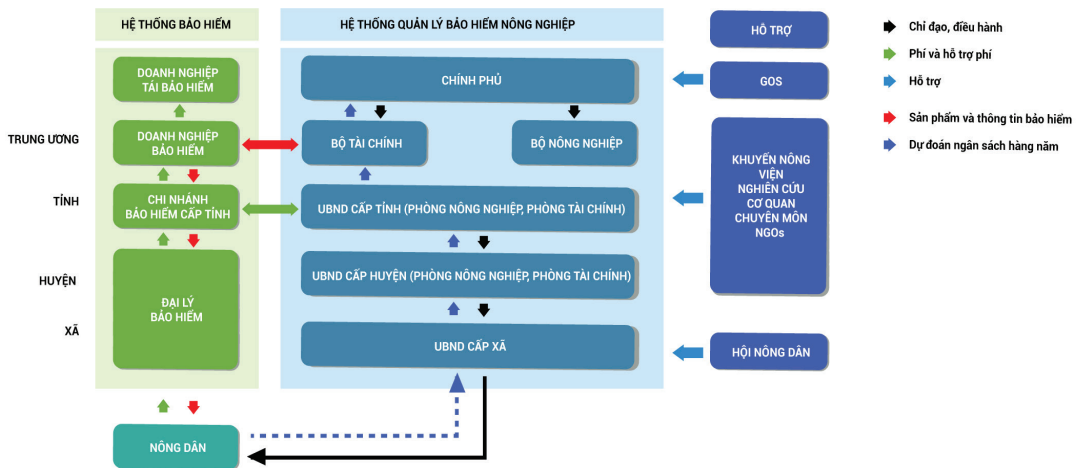 HỆ THỐNG BẢO HIỂM
HỆ THỐNG QUẢN LÝ BẢO HIỂM NÔNG NGHIỆP
HỖ TRỢ
Chỉ đạo, điều hành
Phí và hỗ trợ phí
Hỗ trợ
Sản phẩm và thông tin bảo hiểm
Dự đoán ngân sách hàng năm
DOANH NGHIỆP
TÁI BẢO HIỂM
CHÍNH PHỦ
GOS
TRUNG ƯƠNG
DOANH NGHIỆP
BẢO HIỂM
BỘ TÀI CHÍNH
BỘ NÔNG NGHIỆP
KHUYẾN NÔNG
VIỆN
NGHIÊN CỨU
CƠ QUAN
CHUYÊN MÔN
NGOs
TỈNH
CHI NHÁNH
BẢO HIỂM CẤP TỈNH
UBND CẤP TỈNH (PHÒNG NÔNG NGHIỆP, PHÒNG TÀI CHÍNH)
HUYỆN
ĐẠI LÝ
BẢO HIỂM
UBND CẤP HUYỆN (PHÒNG NÔNG NGHIỆP, PHÒNG TÀI CHÍNH)
XÃ
UBND CẤP XÃ
HỘI NÔNG DÂN
NÔNG DÂN